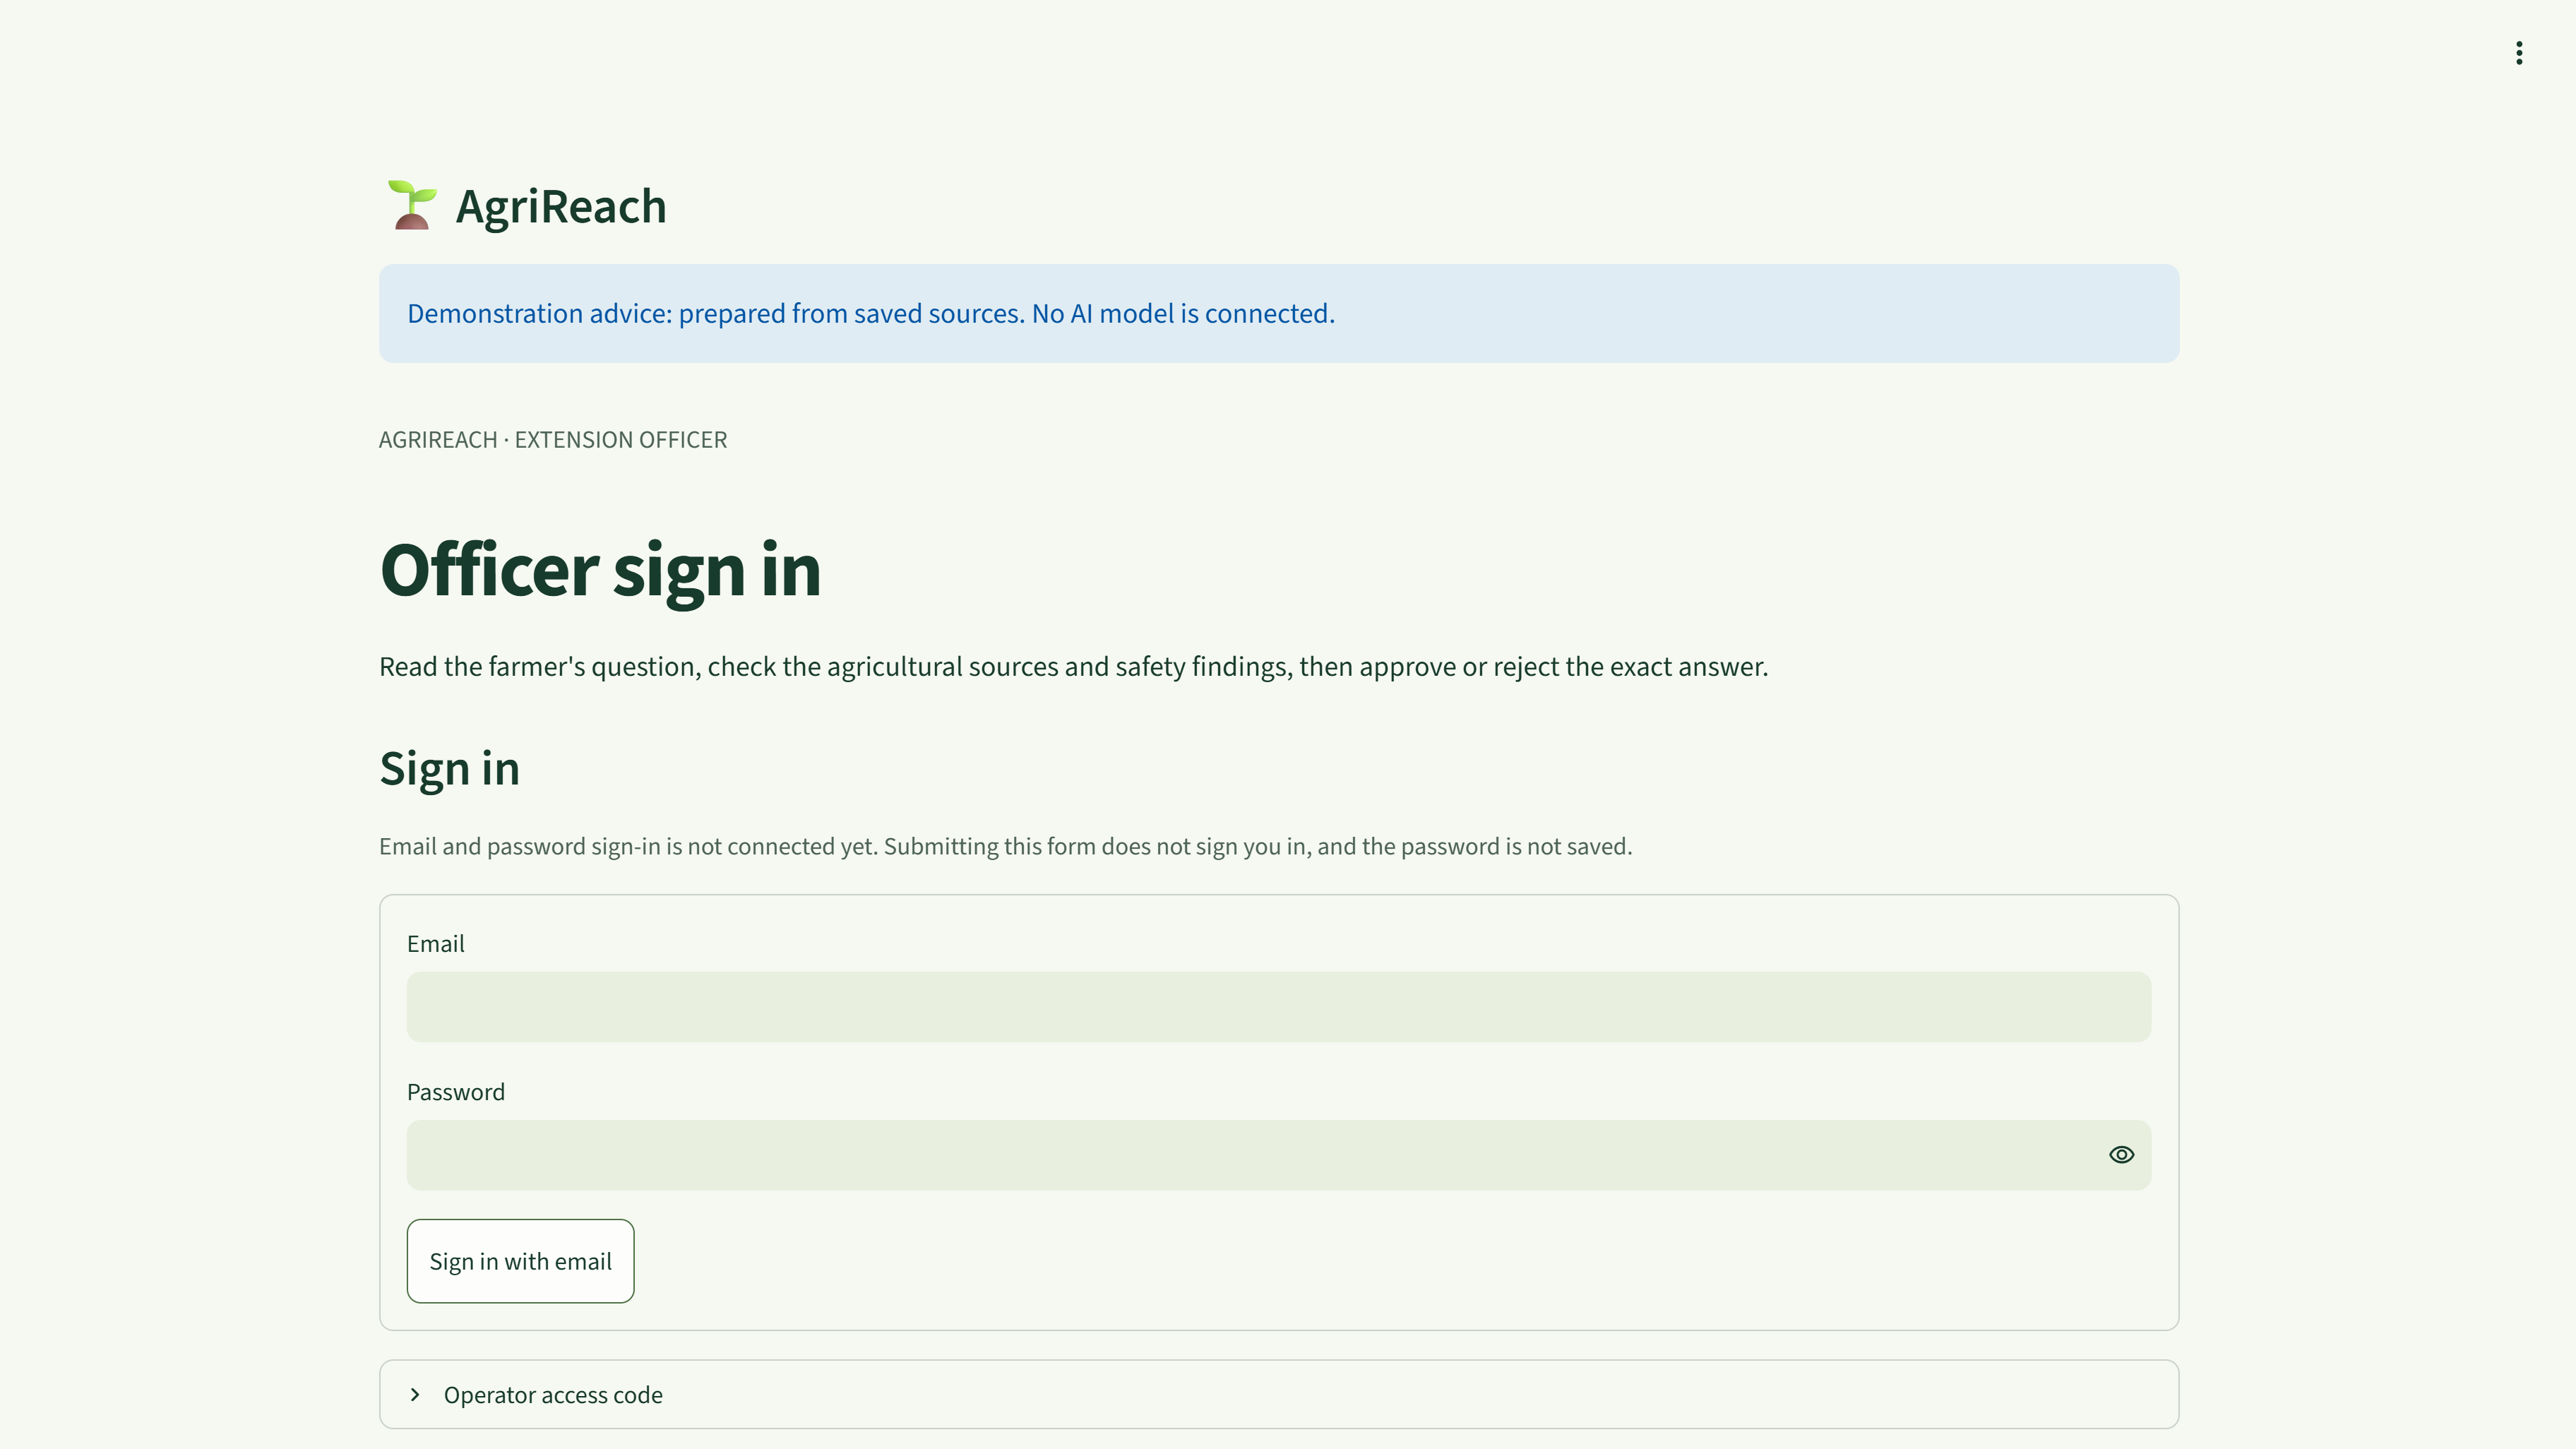 AgriReach
Demonstration advice: prepared from saved sources. No AI model is connected.
AGRIREACH · EXTENSION OFFICER
Officer sign in
Read the farmer's question, check the agricultural sources and safety findings, then approve or reject the exact answer.
Sign in
Email and password sign-in is not connected yet. Submitting this form does not sign you in, and the password is not saved.
Email
Password
Sign in with email
Operator access code